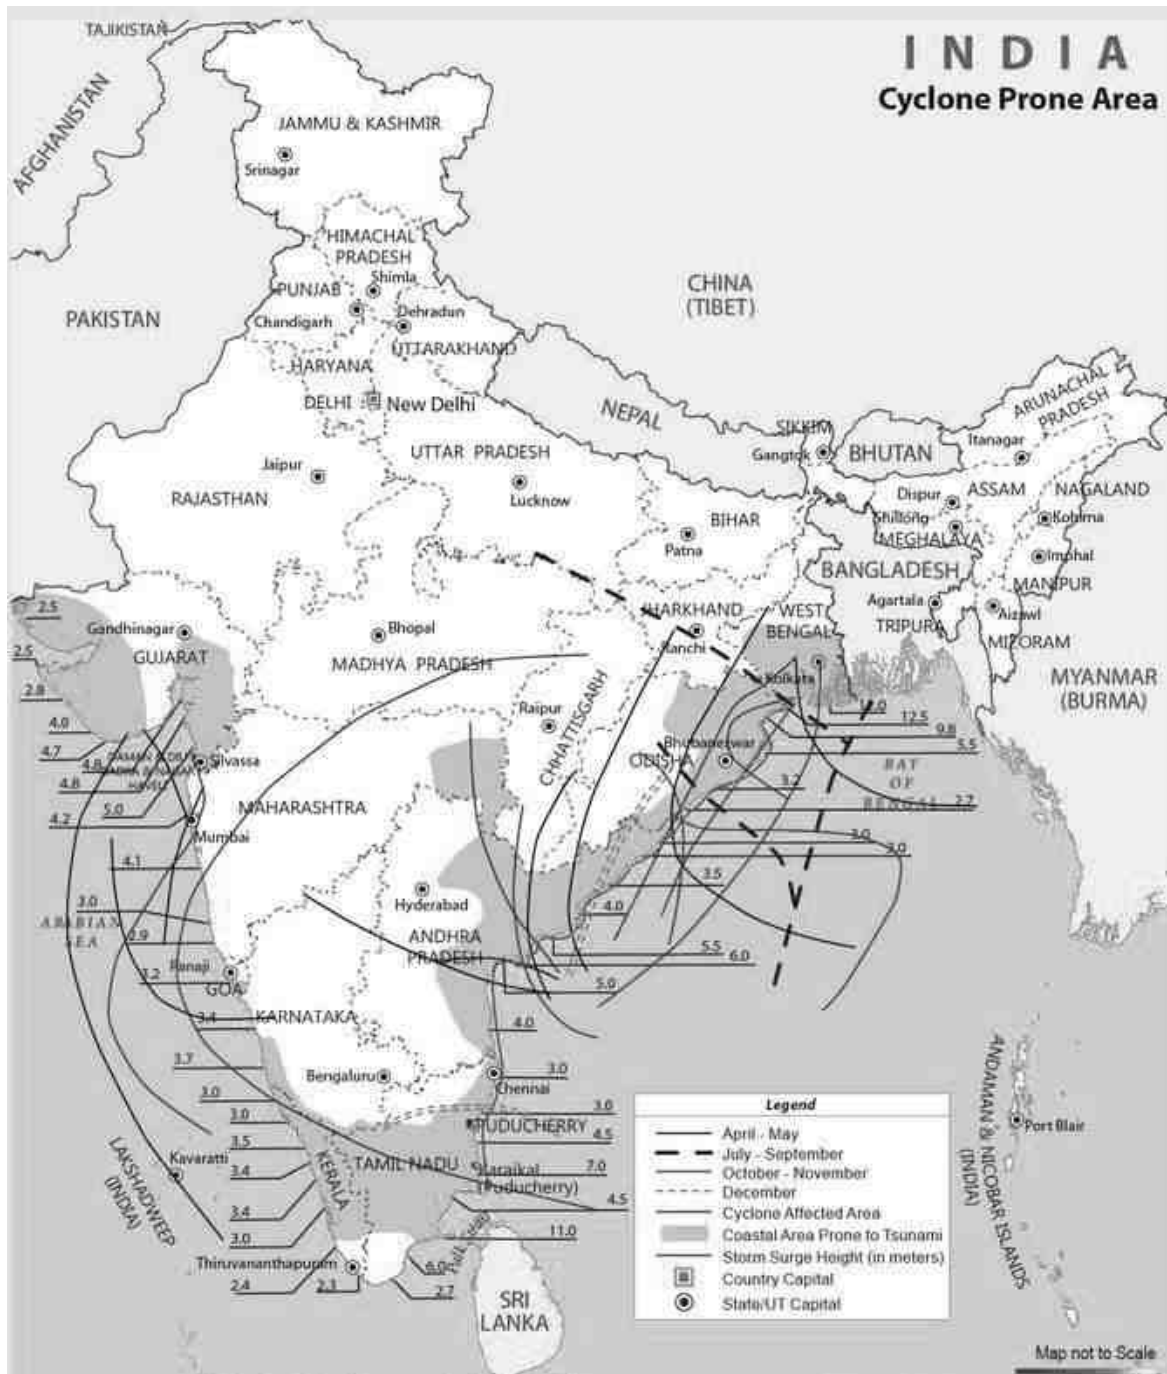 TAJIKISTAN
I N D I A
Cyclone Prone Area
AFGHANISTAN
JAMMU & KASHMIR
Srinagar
HIMACHAL
PRADESH
Shimla
CHINA
(TIBET)
PUNJAB
PAKISTAN
Chandigarh
Dehradun
UTTARAKHAND
HARYANA
DELHI
New Delhi
NEPAL
ARUNACHAL
PRADESH
SIKKIM
Itanagar
Gangtok
BHUTAN
UTTAR PRADESH
Jaipur
RAJASTHAN
Lucknow
Dispur
ASSAM
NAGALAND
BIHAR
Shillong
Kohima
MEGHALAYA
Patna
Imphal
BANGLADESH
MANIPUR
2.5
JHARKHAND
WEST
BENGAL
Agartala
TRIPURA
Aizawl
MIZORAM
Gandhinagar
GUJARAT
Bhopal
Ranchi
2.5
MADHYA PRADESH
Kolkata
MYANMAR
(BURMA)
2.8
Raipur
CHHATTISGARH
12.0
12.5
4.0
9.8
4.7
Bhubaneswar
5.5
ODISHA
4.8
Silvassa
BAY
OF
BENGAL
4.8
3.2
5.0
MAHARASHTRA
2.7
4.2
Mumbai
3.0
3.0
4.1
3.5
3.0
Hyderabad
4.0
ARABIAN
SEA
2.9
ANDHRA
PRADESH
5.5
6.0
Panaji
3.2
GOA
5.0
3.4
KARNATAKA
4.0
3.7
Bengaluru
3.0
Chennai
3.0
3.0
3.0
PUDUCHERRY
4.5
3.5
LAKSHADWEEP
(INDIA)
Kavaratti
3.4
KERALA
TAMIL NADU
Karaikal
(Puducherry)
7.0
4.5
3.4
3.0
11.0
Thiruvananthapuram
6.0
2.4
2.3
2.7
SRI
LANKA
ANDAMAN & NICOBAR ISLANDS
(INDIA)
Port Blair
Legend
April - May
July - September
October - November
December
Cyclone Affected Area
Coastal Area Prone to Tsunami
Storm Surge Height (in meters)
Country Capital
State/UT Capital
Map not to Scale